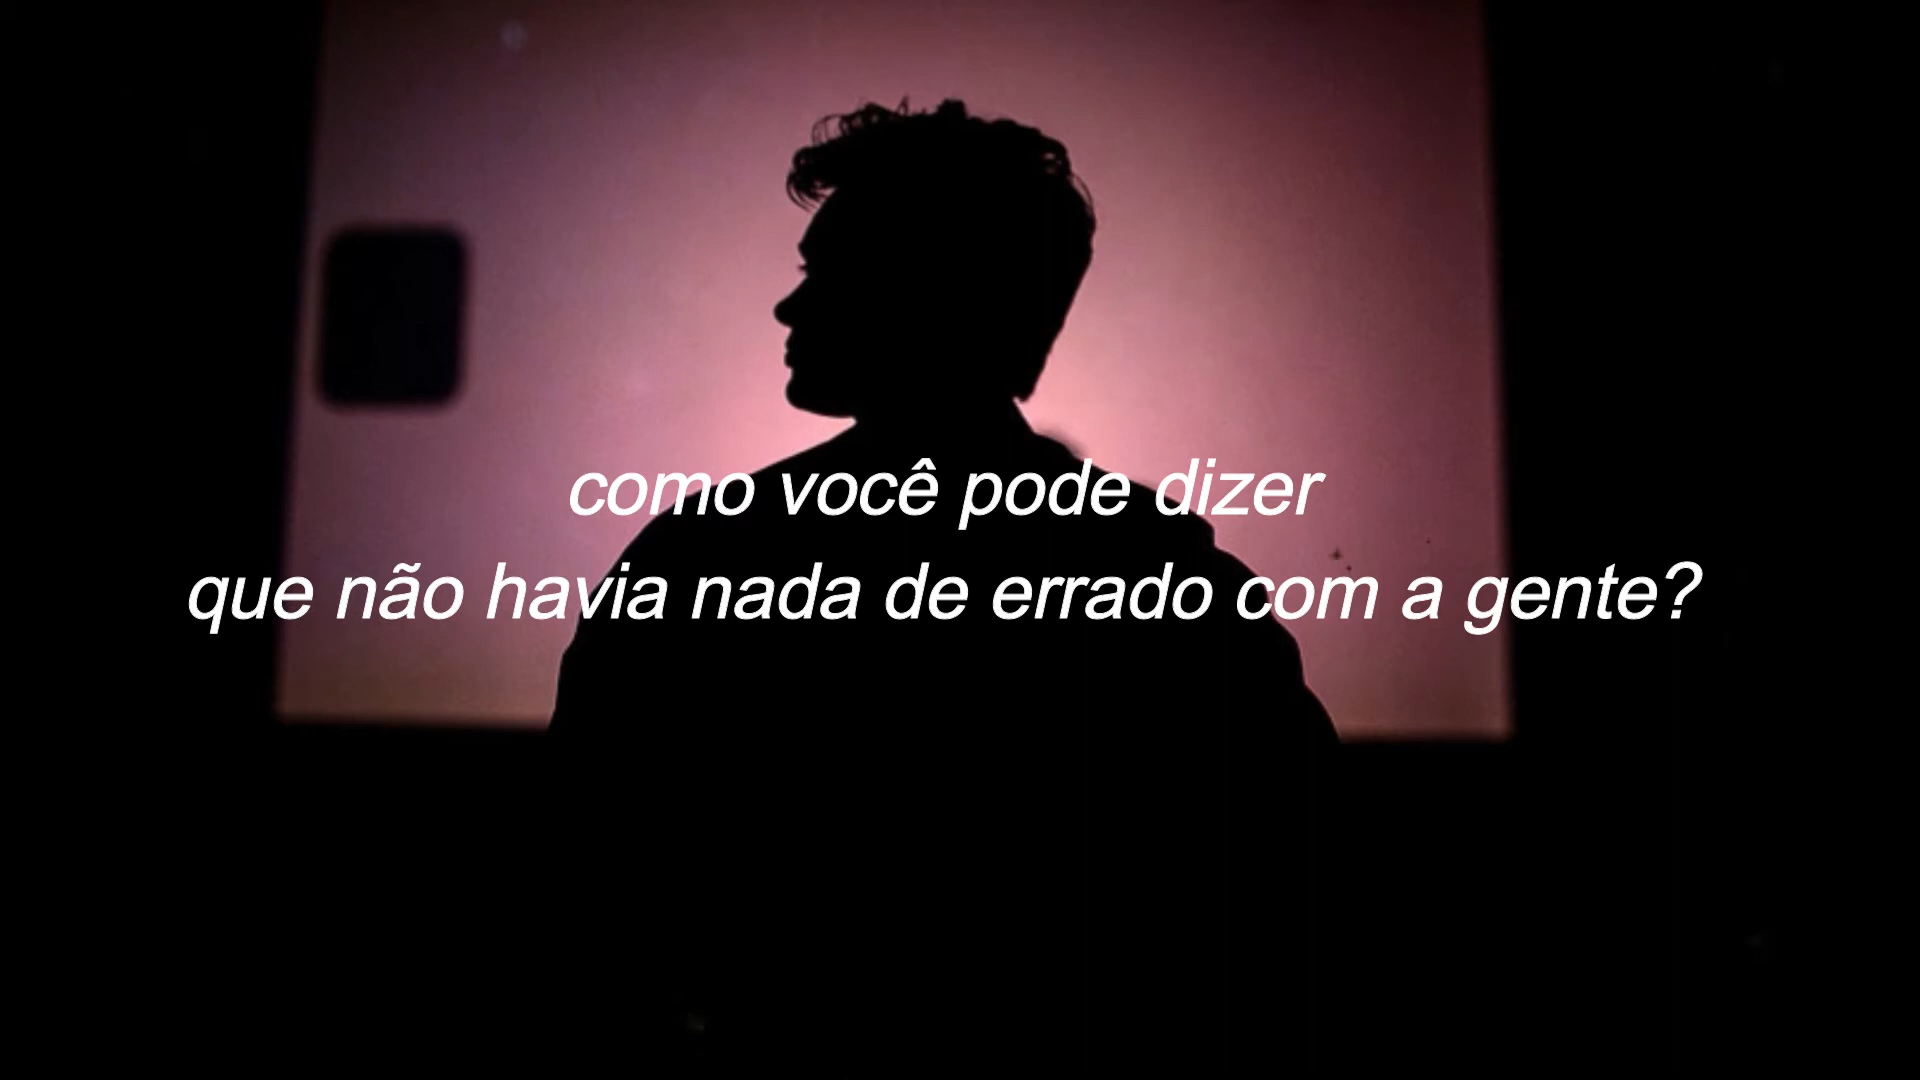 como você pode dizer
que não havia nada de errado com a gente?